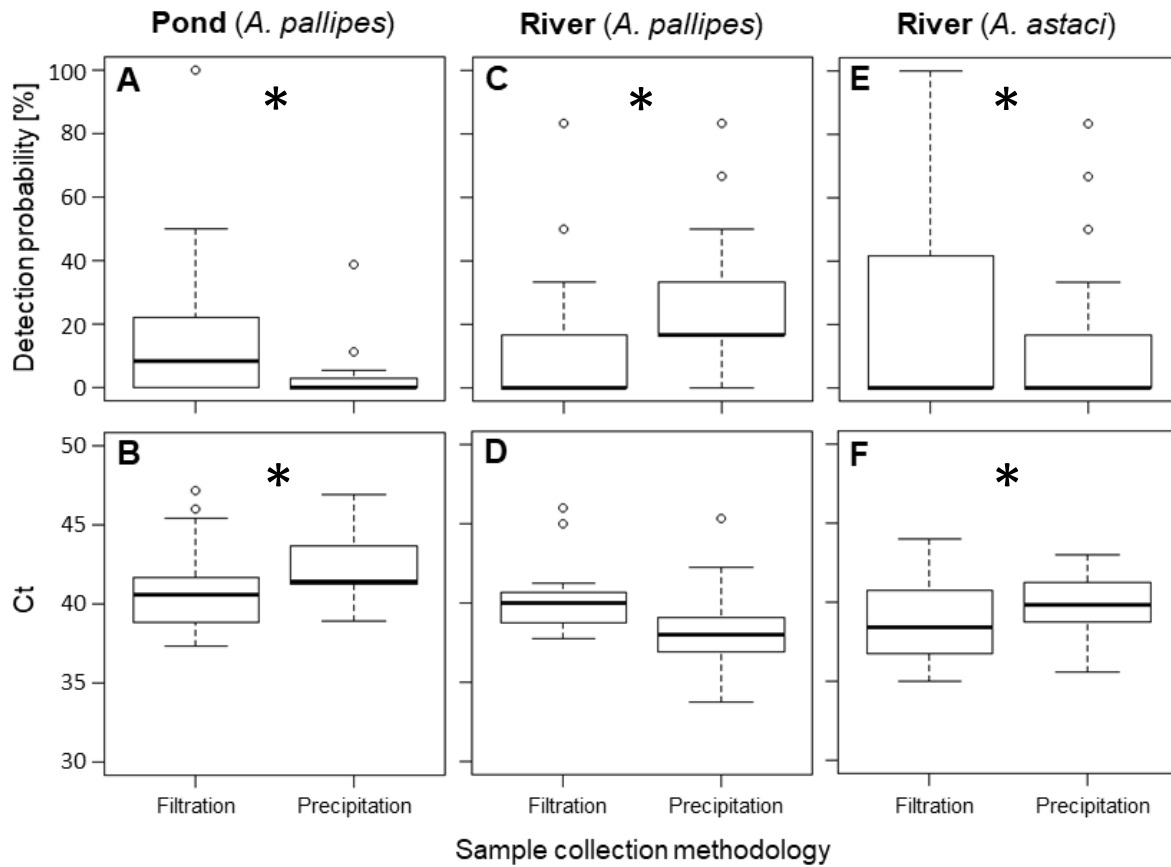 Pond (A. pallipes) River (A. pallipes) River (A. astaci)
Detection probability [%]
100
80
60
40
20
0
A *
C *
E *
Ct
50
45
40
35
30
B *
D
F *
Filtration Precipitation Filtration Precipitation Filtration Precipitation
Sample collection methodology